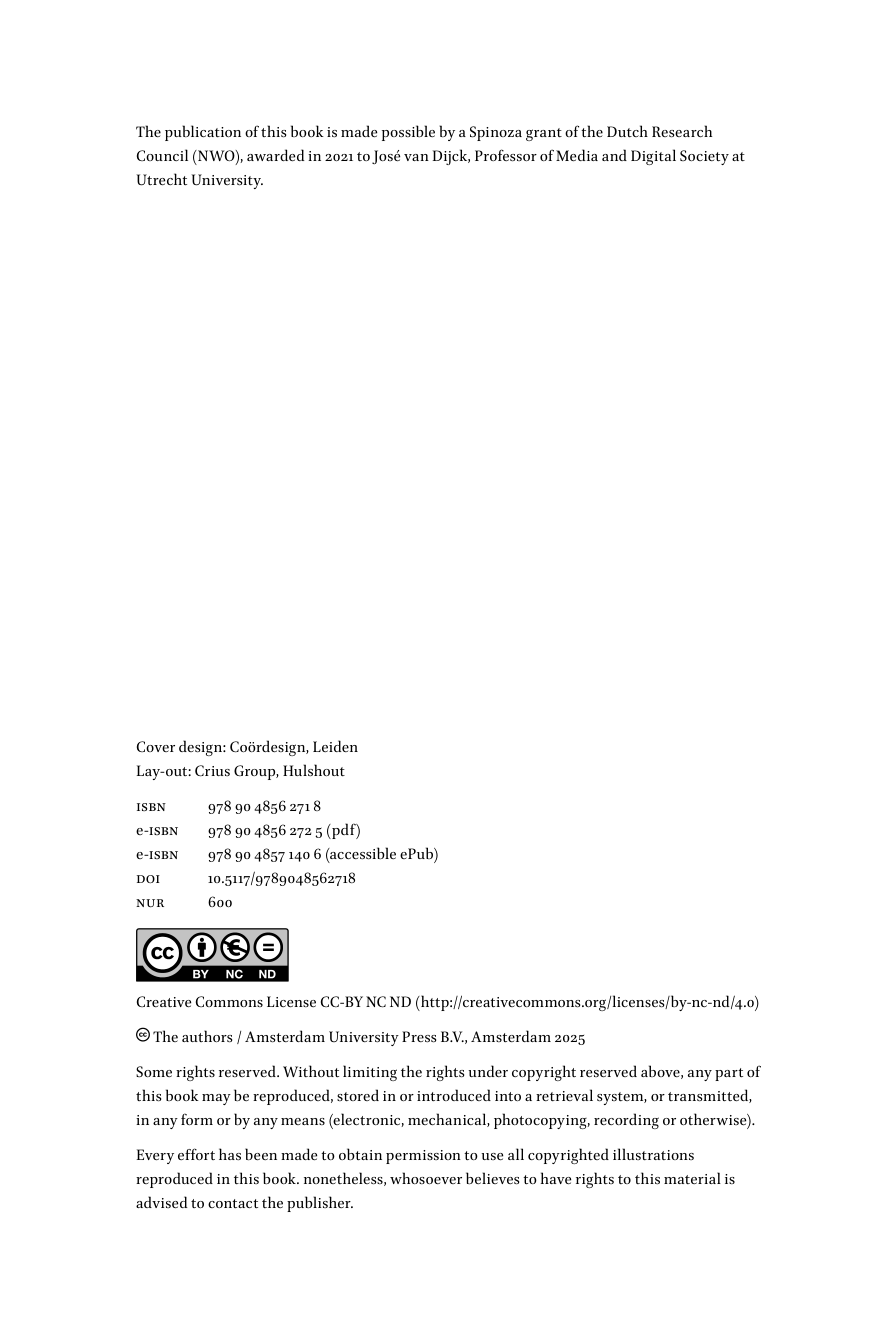 The publication of this book is made possible by a Spinoza grant of the Dutch Research
Council (NWO), awarded in 2021 to José van Dijck, Professor of Media and Digital Society at
Utrecht University.
Cover design: Coördesign, Leiden
Lay-out: Crius Group, Hulshout
ISBN 978 90 4856 271 8
e-ISBN 978 90 4856 272 5 (pdf)
e-ISBN 978 90 4857 140 6 (accessible ePub)
DOI 10.5117/9789048562718
NUR 600
cc BY NC ND
Creative Commons License CC-BY NC ND (http://creativecommons.org/licenses/by-nc-nd/4.0)
cc The authors / Amsterdam University Press B.V., Amsterdam 2025
Some rights reserved. Without limiting the rights under copyright reserved above, any part of
this book may be reproduced, stored in or introduced into a retrieval system, or transmitted,
in any form or by any means (electronic, mechanical, photocopying, recording or otherwise).
Every effort has been made to obtain permission to use all copyrighted illustrations
reproduced in this book. nonetheless, whosoever believes to have rights to this material is
advised to contact the publisher.